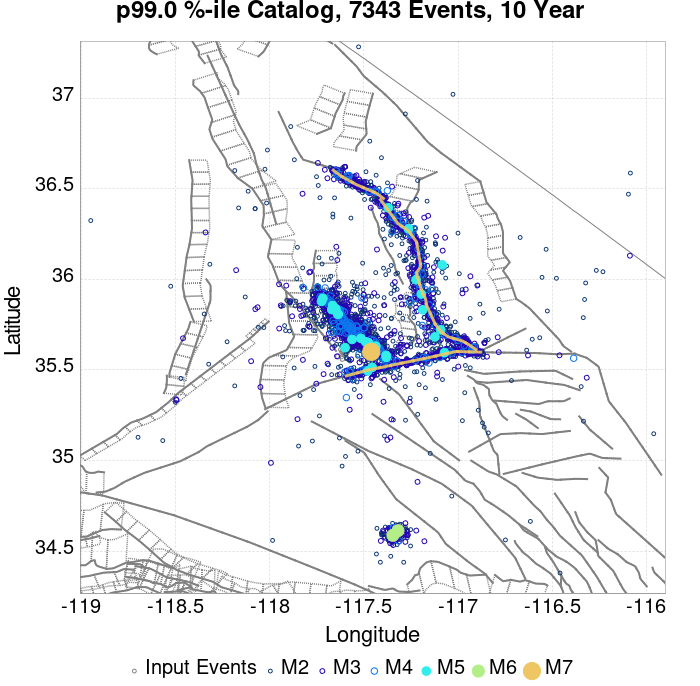 p99.0 %-ile Catalog, 7343 Events, 10 Year
37
36.5
36
35.5
35
34.5
Latitude
-119
-118.5
-118
-117.5
-117
-116.5
-116
Longitude
Input Events
M2
M3
M4
M5
M6
M7